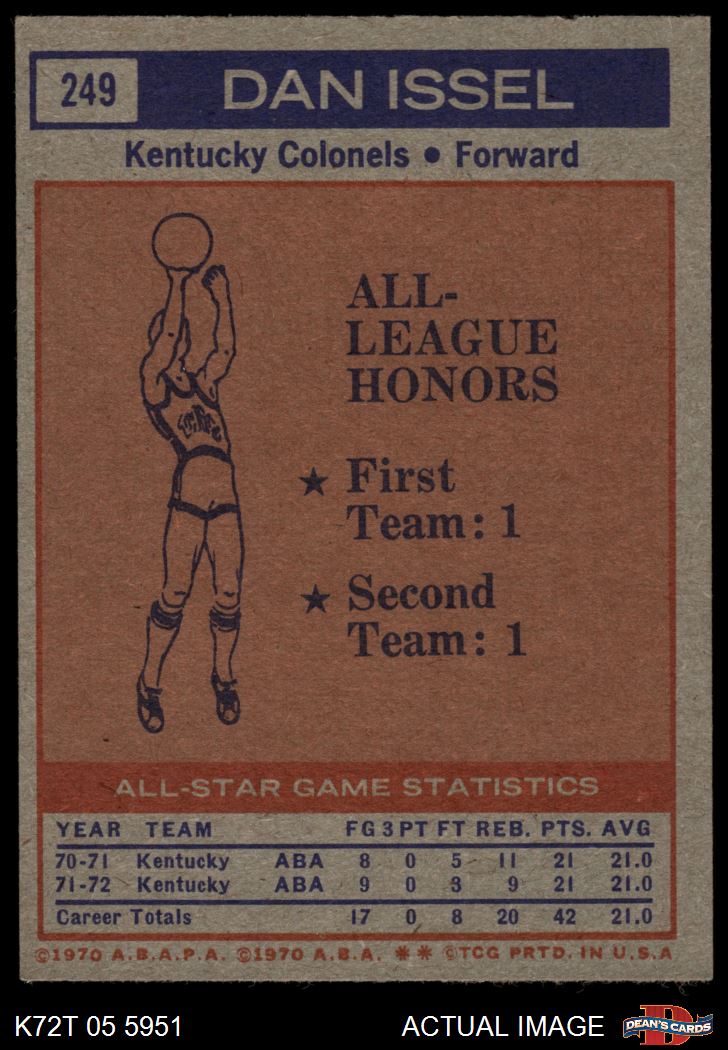 249
DAN ISSEL
Kentucky Colonels • Forward
ALL-
LEAGUE
HONORS
★ First
Team: 1
★ Second
Team: 1
ALL-STAR GAME STATISTICS
YEAR TEAM FG 3PT FT REB. PTS. AVG
70-71 Kentucky ABA 8 0 5 11 21 21.0
71-72 Kentucky ABA 9 0 3 9 21 21.0
Career Totals 17 0 8 20 42 21.0
©1970 A.B.A.P.A. ©1970 A.B.A. ** ©TCG PRTD. IN U.S.A
K72T 05 5951
ACTUAL IMAGE
D
DEAN'S CARDS